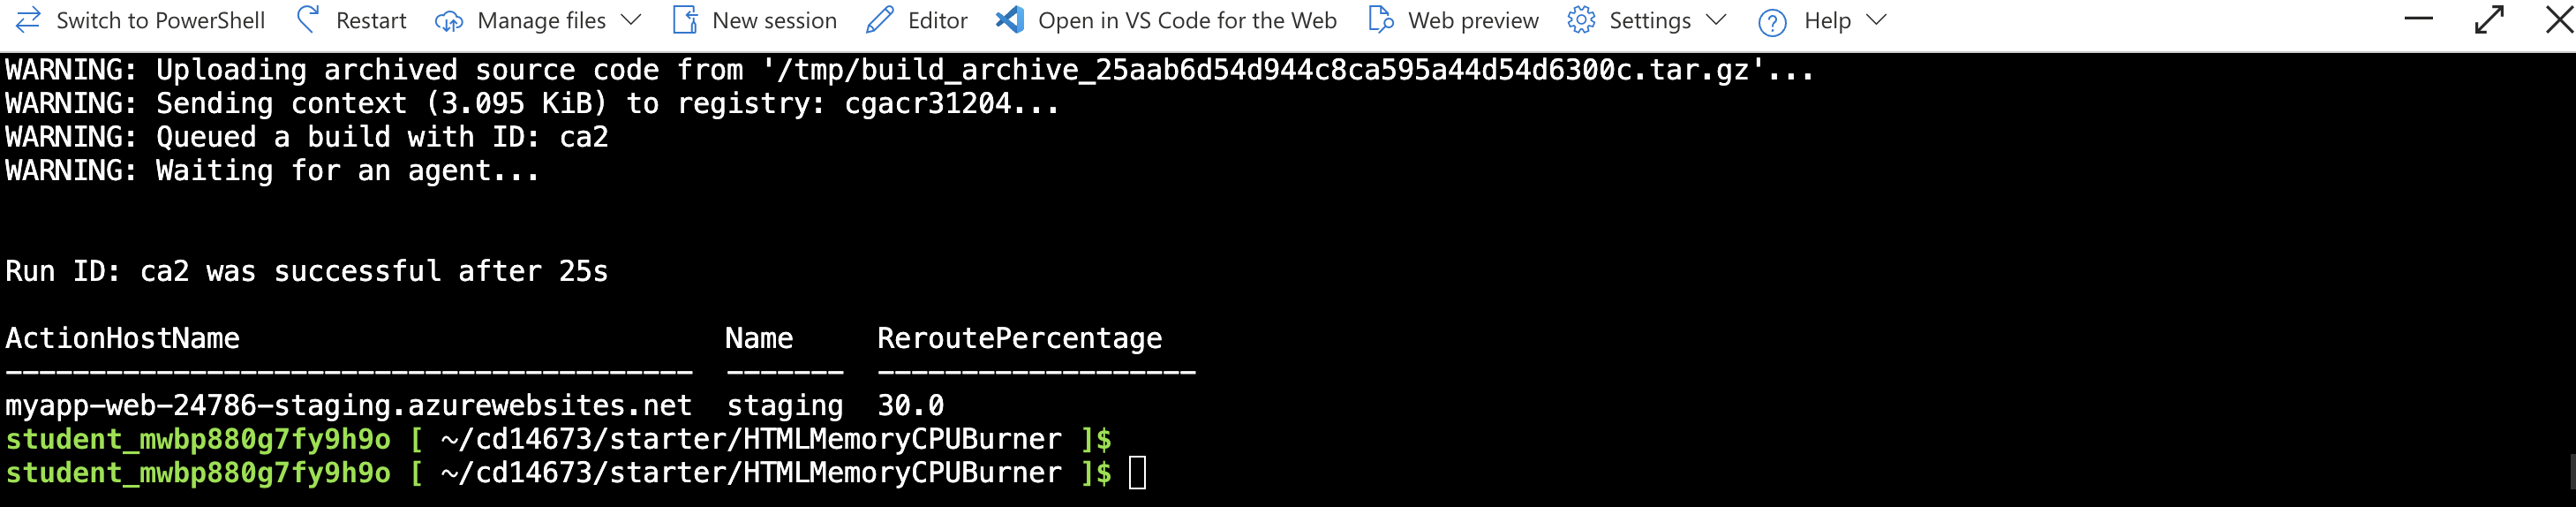 Switch to PowerShell Restart Manage files New session Editor Open in VS Code for the Web Web preview Settings Help
WARNING: Uploading archived source code from '/tmp/build_archive_25aab6d54d944c8ca595a44d54d6300c.tar.gz'...
WARNING: Sending context (3.095 KiB) to registry: cgacr31204...
WARNING: Queued a build with ID: ca2
WARNING: Waiting for an agent...
Run ID: ca2 was successful after 25s
ActionHostName Name ReroutePercentage
----------------------------------------- ------- -------------------
myapp-web-24786-staging.azurewebsites.net staging 30.0
student_mwbp880g7fy9h9o [ ~/cd14673/starter/HTMLMemoryCPUBurner ]$
student_mwbp880g7fy9h9o [ ~/cd14673/starter/HTMLMemoryCPUBurner ]$